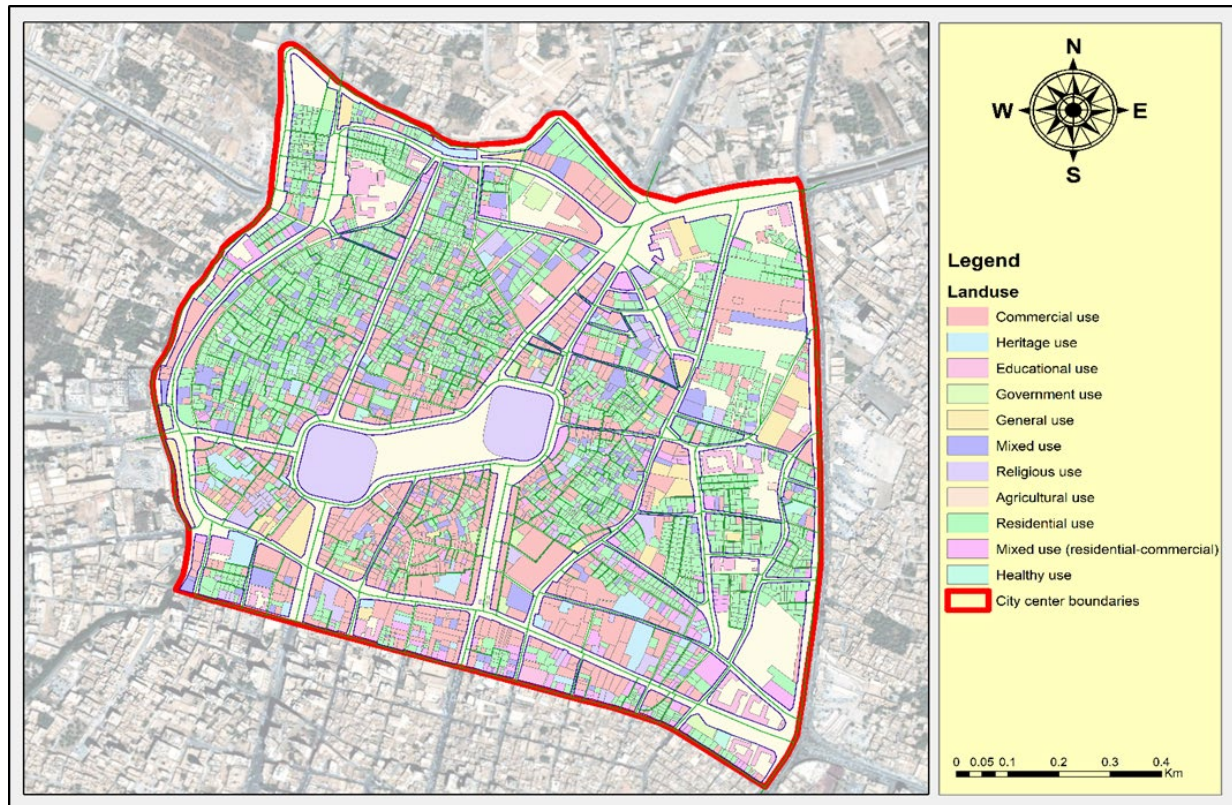 N
W E
S
Legend
Landuse
Commercial use
Heritage use
Educational use
Government use
General use
Mixed use
Religious use
Agricultural use
Residential use
Mixed use (residential-commercial)
Healthy use
City center boundaries
0 0.05 0.1 0.2 0.3 0.4
Km